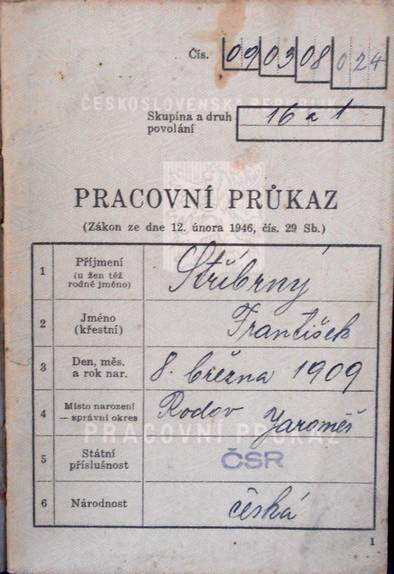 Čís. 09 03 08 024
ČESKOSLOVENSKÁ REPUBLIKA
Skupina a druh povolání 16 a 1
PRACOVNÍ PRŮKAZ
(Zákon ze dne 12. února 1946, čís. 29 Sb.)
1 Příjmení (u žen též rodné jméno) Stříbrný
2 Jméno (křestní) František
3 Den, měs. a rok nar. 8. března 1909
4 Místo narození — správní okres Rodov Jaroměř
PRACOVNÍ PRŮKAZ
5 Státní příslušnost ČSR
6 Národnost česká
1